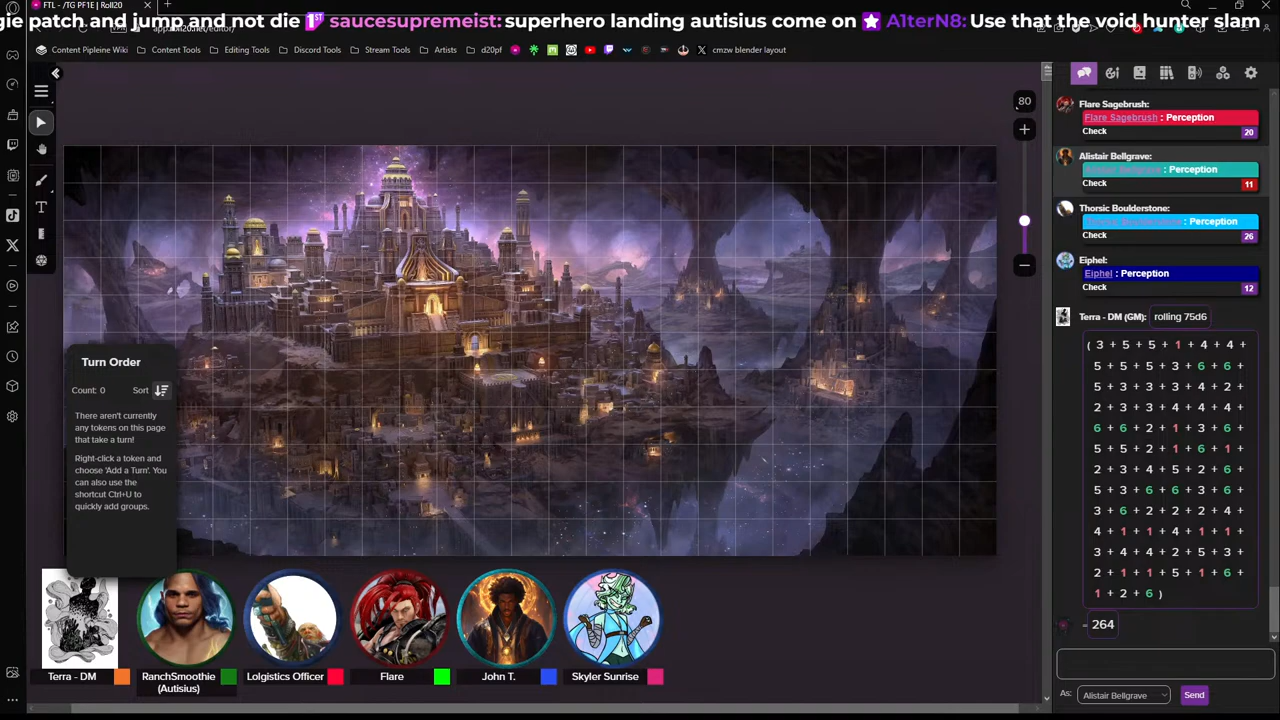 FTL - /TG PF1E | Roll20
gie patch and jump and not die 1ST saucesupremeist: superhero landing autisius come on A1terN8: Use that the void hunter slam
Content Pipleine Wiki Content Tools Editing Tools Discord Tools Stream Tools Artists d20pf cmzw blender layout
80
Flare Sagebrush:
Flare Sagebrush : Perception
Check
20
Alistair Bellgrave:
Alistair Bellgrave : Perception
Check
11
Thorsic Boulderstone:
Thorsic Boulderstone : Perception
Check
26
Eiphel:
Eiphel : Perception
Check
12
Terra - DM (GM): rolling 75d6
( 3 + 5 + 5 + 1 + 4 + 4 +
5 + 5 + 5 + 3 + 6 + 6 +
5 + 3 + 3 + 3 + 4 + 2 +
2 + 3 + 3 + 4 + 4 + 4 +
6 + 6 + 2 + 1 + 3 + 6 +
5 + 5 + 2 + 1 + 6 + 1 +
2 + 3 + 4 + 5 + 2 + 6 +
5 + 3 + 6 + 6 + 3 + 6 +
3 + 6 + 2 + 2 + 2 + 4 +
4 + 1 + 1 + 4 + 1 + 1 +
3 + 4 + 4 + 2 + 5 + 3 +
2 + 1 + 1 + 5 + 1 + 6 +
1 + 2 + 6 )
= 264
As: Alistair Bellgrave
Send
Turn Order
Count: 0 Sort
There aren't currently
any tokens on this page
that take a turn!
Right-click a token and
choose 'Add a Turn'. You
can also use the
shortcut Ctrl+U to
quickly add groups.
Terra - DM
RanchSmoothie
(Autisius)
Lolgistics Officer
Flare
John T.
Skyler Sunrise